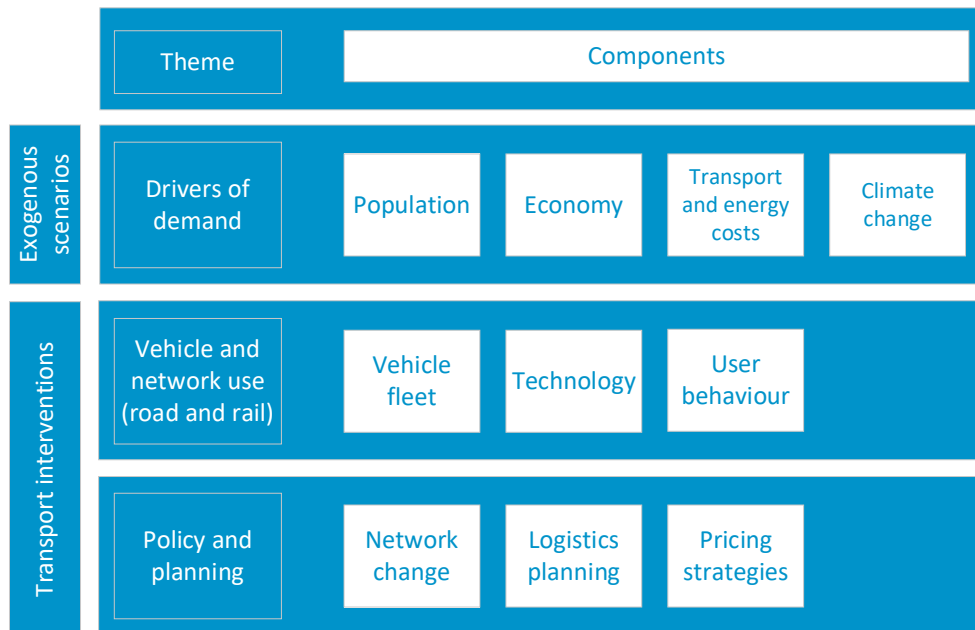 Theme
Components
Exogenous
scenarios
Drivers of
demand
Population
Economy
Transport
and energy
costs
Climate
change
Transport interventions
Vehicle and
network use
(road and rail)
Vehicle
fleet
Technology
User
behaviour
Policy and
planning
Network
change
Logistics
planning
Pricing
strategies